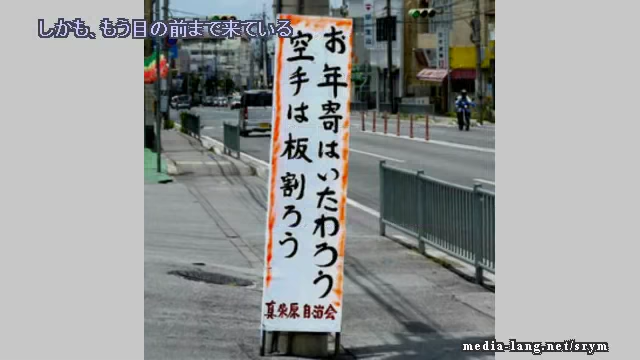 しかも、もう目の前まで来ている
お年寄はいたわろう
空手は板割ろう
真栄原自治会
media-lang.net/srym